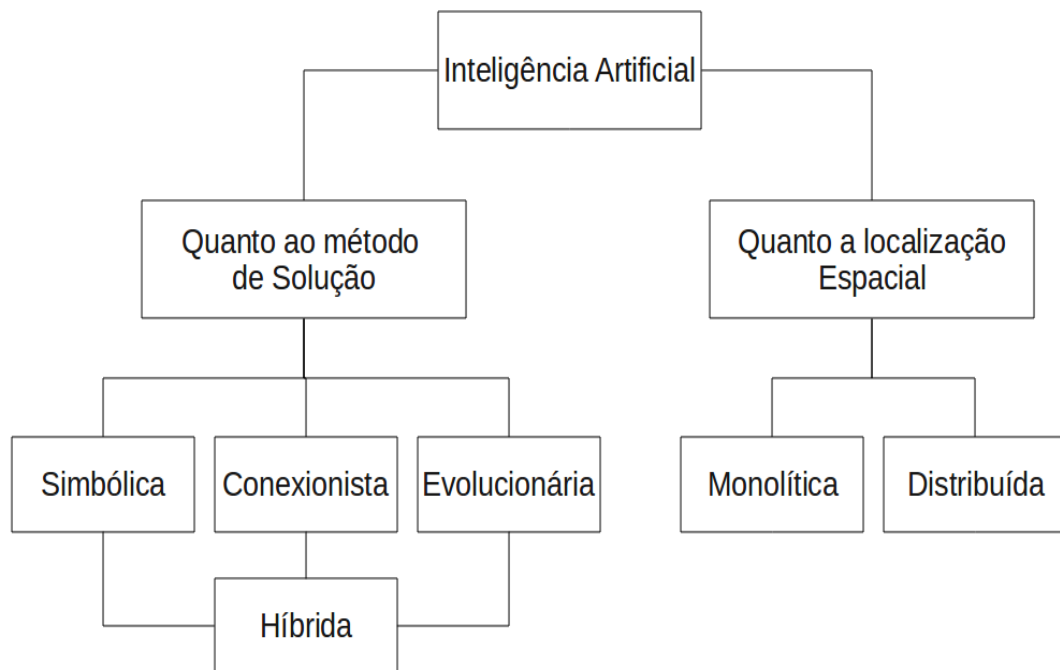 Inteligência Artificial
Quanto ao método
de Solução
Quanto a localização
Espacial
Simbólica
Conexionista
Evolucionária
Monolítica
Distribuída
Híbrida